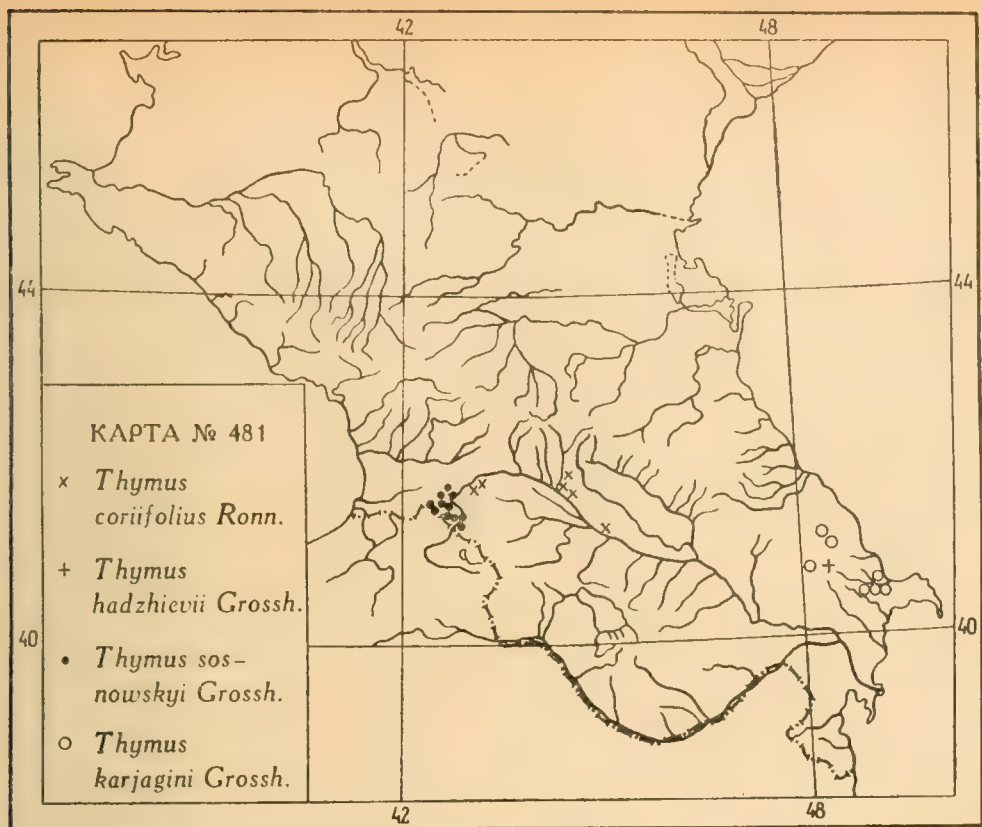 42 48
44 44
КАРТА № 481
× Thymus
coriifolius Ronn.
+ Thymus
hadzhievii Grossh.
40 40
• Thymus sos-
nowskyi Grossh.
○ Thymus
karjagini Grossh.
42 48